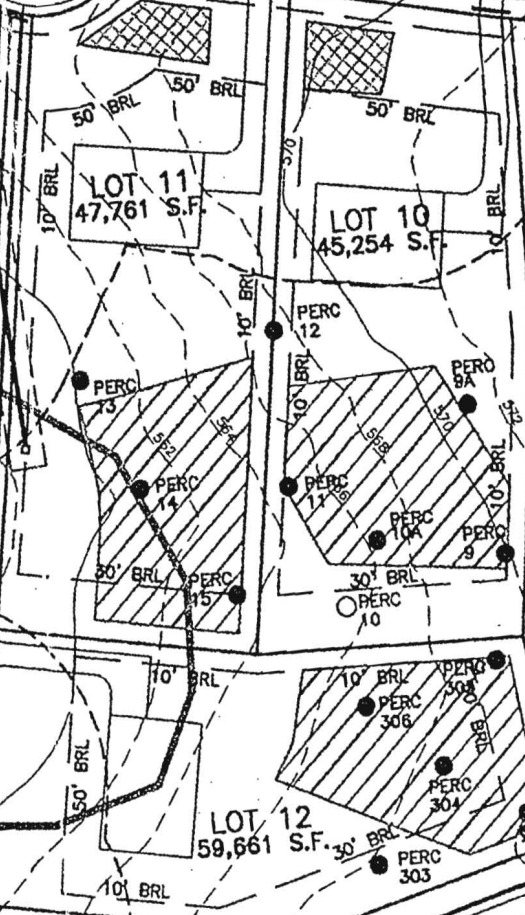 50' BRL
50' BRL
50' BRL
570
10' BRL
LOT 11
47,761 S.F.
LOT 10
45,254 S.F.
10' BRL
10' BRL
PERC
12
10' BRL
PERC
13
PERC
9A
570
572
562
564
568
10' BRL
PERC
14
PERC
11
PERC
10A
PERC
9
30' BRL
PERC
15
30' BRL
PERC
10
10' BRL
10' BRL
PERC
306
PERC
BRL
50' BRL
PERC
304
LOT 12
59,661 S.F.
30' BRL
PERC
303
10' BRL